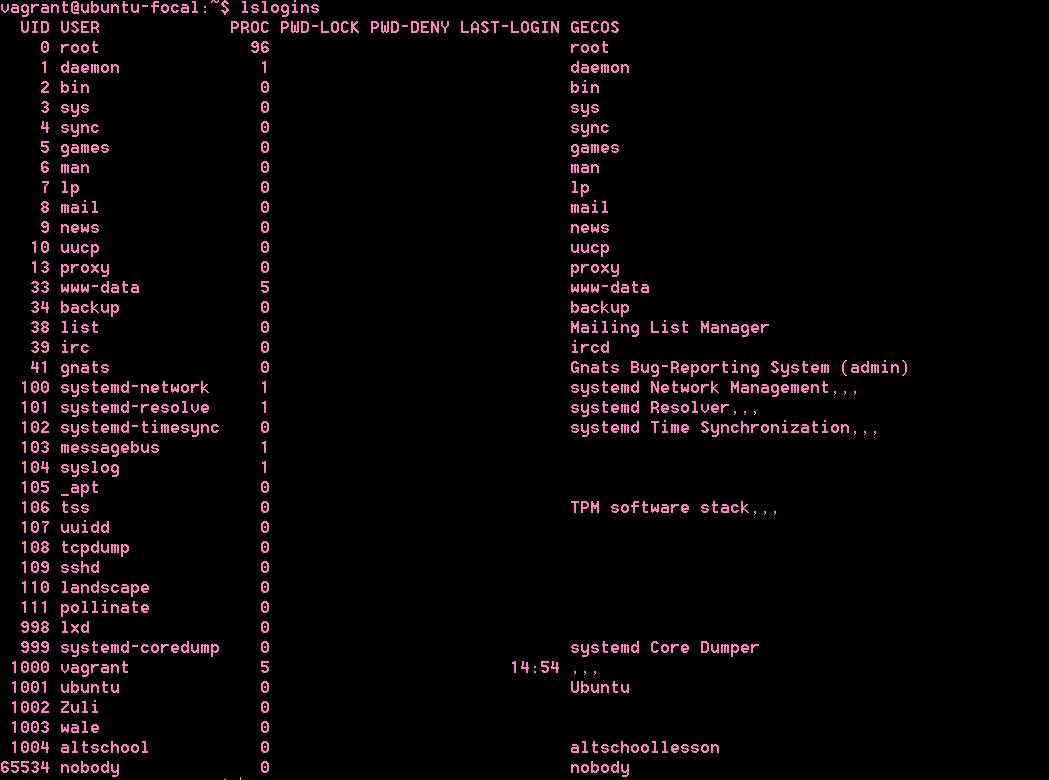 vagrant@ubuntu-focal:~$ lslogins
  UID USER            PROC PWD-LOCK PWD-DENY LAST-LOGIN GECOS
    0 root              96                              root
    1 daemon             1                              daemon
    2 bin                0                              bin
    3 sys                0                              sys
    4 sync               0                              sync
    5 games              0                              games
    6 man                0                              man
    7 lp                 0                              lp
    8 mail               0                              mail
    9 news               0                              news
   10 uucp               0                              uucp
   13 proxy              0                              proxy
   33 www-data           5                              www-data
   34 backup             0                              backup
   38 list               0                              Mailing List Manager
   39 irc                0                              ircd
   41 gnats              0                              Gnats Bug-Reporting System (admin)
  100 systemd-network    1                              systemd Network Management,,,
  101 systemd-resolve    1                              systemd Resolver,,,
  102 systemd-timesync   0                              systemd Time Synchronization,,,
  103 messagebus         1
  104 syslog             1
  105 _apt               0
  106 tss                0                              TPM software stack,,,
  107 uuidd              0
  108 tcpdump            0
  109 sshd               0
  110 landscape          0
  111 pollinate          0
  998 lxd                0
  999 systemd-coredump   0                              systemd Core Dumper
 1000 vagrant            5                        14:54 ,,,
 1001 ubuntu             0                              Ubuntu
 1002 Zuli               0
 1003 wale               0
 1004 altschool          0                              altschoollesson
65534 nobody             0                              nobody